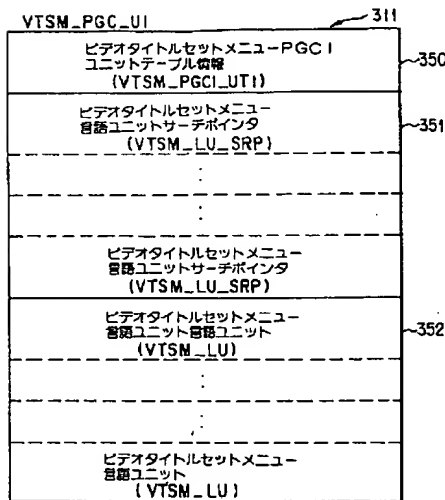 VTSM_PGC_UI
311
ビデオタイトルセットメニューPGCI
ユニットテーブル情報
(VTSM_PGCI_UTI)
350
ビデオタイトルセットメニュー
言語ユニットサーチポインタ
(VTSM_LU_SRP)
351
ビデオタイトルセットメニュー
言語ユニットサーチポインタ
(VTSM_LU_SRP)
ビデオタイトルセットメニュー
言語ユニット言語ユニット
(VTSM_LU)
352
ビデオタイトルセットメニュー
言語ユニット
(VTSM_LU)